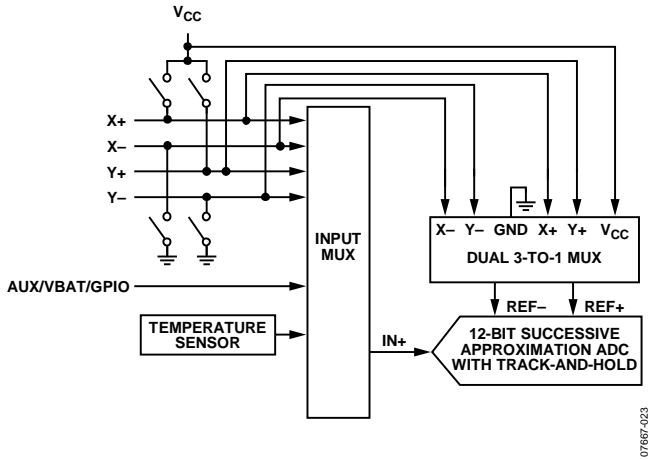 VCC
X+
X–
Y+
Y–
INPUT
MUX
X– Y– GND X+ Y+ VCC
DUAL 3-TO-1 MUX
AUX/VBAT/GPIO
REF– REF+
TEMPERATURE
SENSOR
IN+
12-BIT SUCCESSIVE
APPROXIMATION ADC
WITH TRACK-AND-HOLD
07667-023